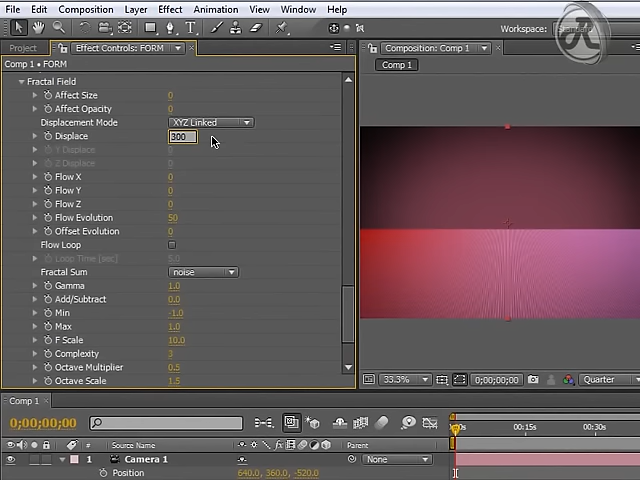 File Edit Composition Layer Effect Animation View Window Help
Workspace:
Project Effect Controls: FORM Composition: Comp 1
Comp 1 • FORM
Comp 1
Fractal Field
Affect Size 0
Affect Opacity 0
Displacement Mode XYZ Linked
Displace 300
Y Displace 0
Z Displace 0
Flow X 0
Flow Y 0
Flow Z 0
Flow Evolution 50
Offset Evolution 0
Flow Loop
Loop Time [sec] 5.0
Fractal Sum noise
Gamma 1.0
Add/Subtract 0.0
Min -1.0
Max 1.0
F Scale 10.0
Complexity 3
Octave Multiplier 0.5
Octave Scale 1.5
33.3% 0;00;00;00 Quarter
Comp 1
0;00;00;00
00:15s 00:30s
# Source Name Parent
1 Camera 1 None
Position 640.0, 360.0, -520.0